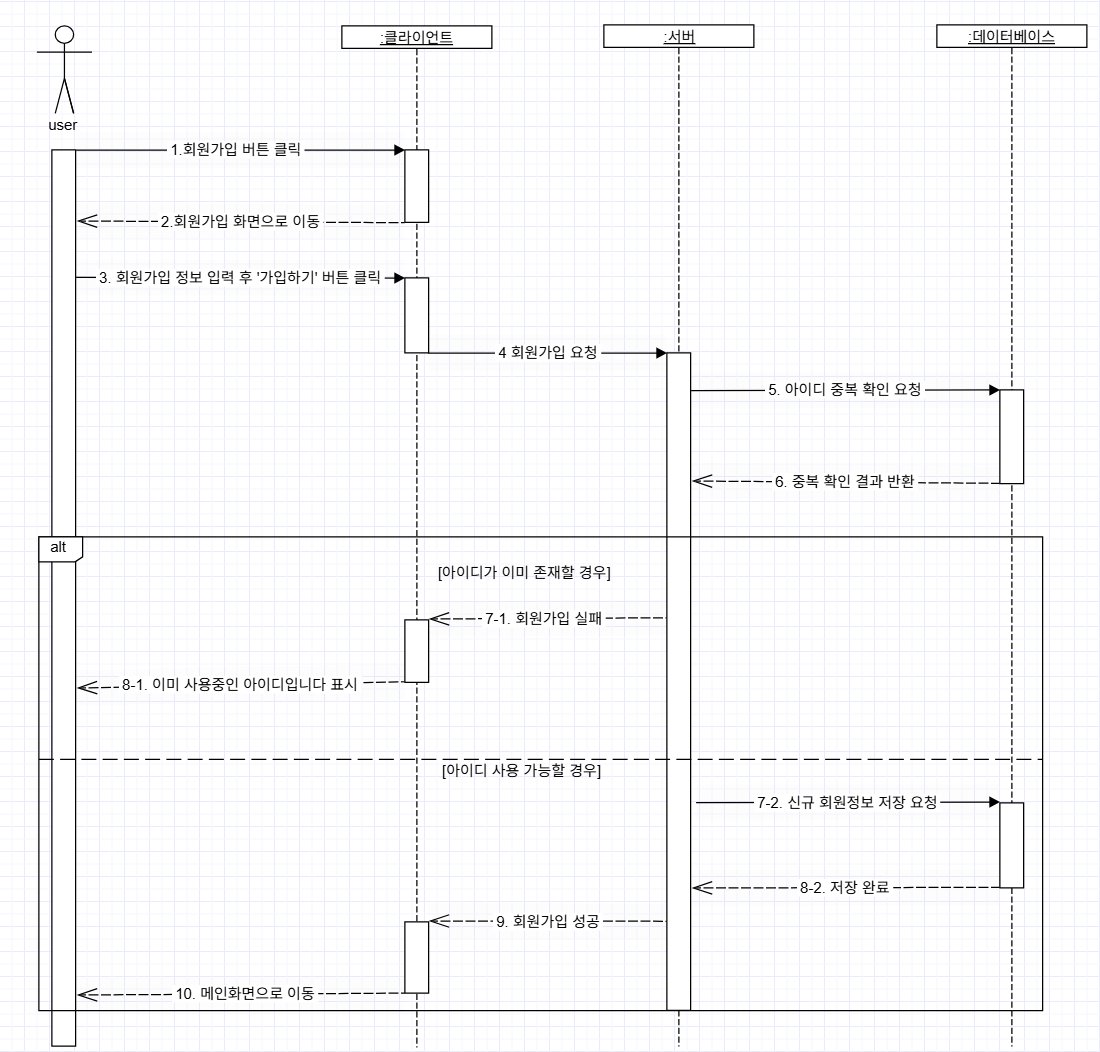 :클라이언트
:서버
:데이터베이스
user
1.회원가입 버튼 클릭
2.회원가입 화면으로 이동
3. 회원가입 정보 입력 후 '가입하기' 버튼 클릭
4 회원가입 요청
5. 아이디 중복 확인 요청
6. 중복 확인 결과 반환
alt
[아이디가 이미 존재할 경우]
7-1. 회원가입 실패
8-1. 이미 사용중인 아이디입니다 표시
[아이디 사용 가능할 경우]
7-2. 신규 회원정보 저장 요청
8-2. 저장 완료
9. 회원가입 성공
10. 메인화면으로 이동